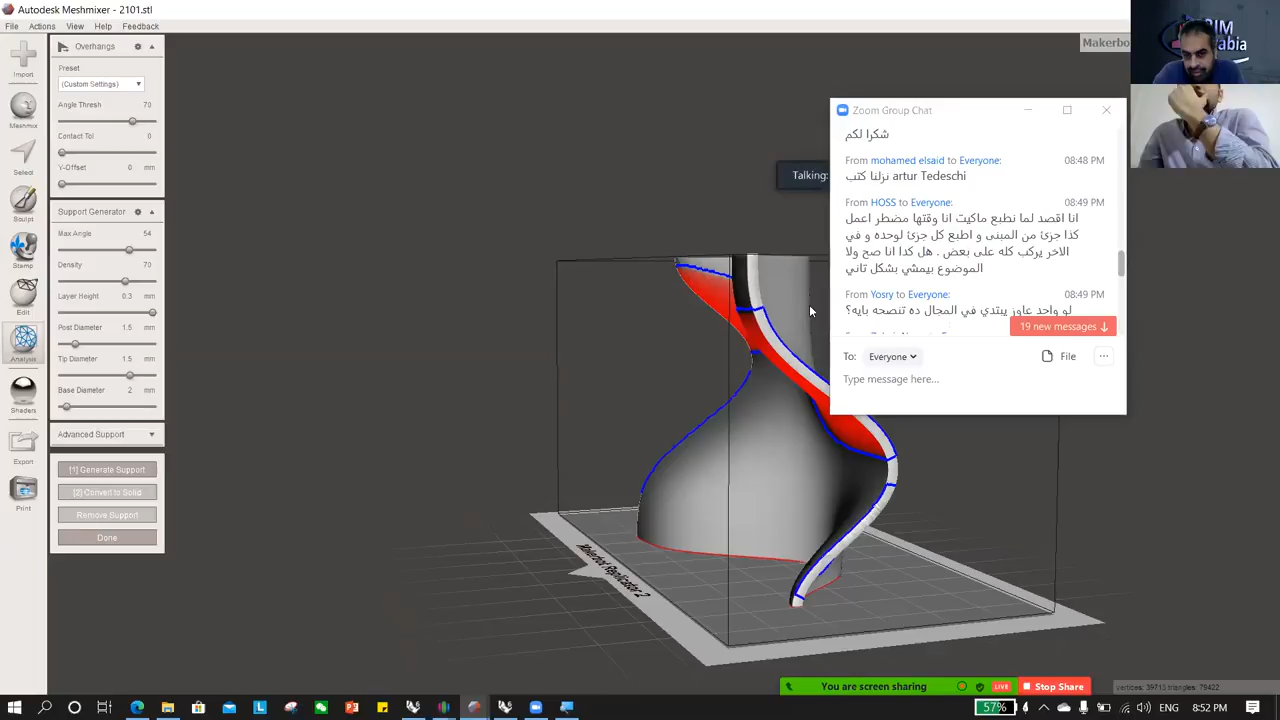 Autodesk Meshmixer - 2101.stl
File Actions View Help Feedback
Import
Meshmix
Select
Sculpt
Stamp
Edit
Analysis
Shaders
Export
Print
Overhangs
Preset
(Custom Settings)
Angle Thresh 70
Contact Tol 0
mm
Y-Offset 0 mm
Support Generator
Max Angle 54
Density 70
Layer Height 0.3 mm
Post Diameter 1.5 mm
Tip Diameter 1.5 mm
Base Diameter 2 mm
Advanced Support
[1] Generate Support
[2] Convert to Solid
Remove Support
Done
Makerbot Replicator 2
Makerbo
Talking:
Zoom Group Chat
شكرا لكم
From mohamed elsaid to Everyone: 08:48 PM
نزلنا كتب artur Tedeschi
From HOSS to Everyone: 08:49 PM
انا اقصد لما نطبع ماكيت انا وقتها مضطر اعمل
كذا جزئ من المبنى و اطبع كل جزئ لوحده و في
الاخر يركب كله على بعض . هل كدا انا صح ولا
الموضوع بيمشي بشكل تاني
From Yosry to Everyone: 08:49 PM
لو واحد عاوز يبتدي في المجال ده تنصحه بايه؟
19 new messages ↓
To: Everyone File
Type message here...
You are screen sharing LIVE Stop Share
vertices: 39713 triangles: 79422
57% ENG 8:52 PM